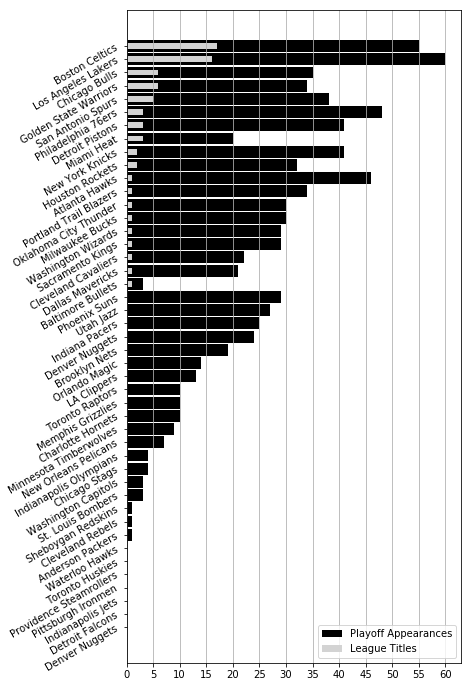 Boston Celtics
Los Angeles Lakers
Chicago Bulls
Golden State Warriors
San Antonio Spurs
Philadelphia 76ers
Detroit Pistons
Miami Heat
New York Knicks
Houston Rockets
Atlanta Hawks
Portland Trail Blazers
Oklahoma City Thunder
Milwaukee Bucks
Washington Wizards
Sacramento Kings
Cleveland Cavaliers
Dallas Mavericks
Baltimore Bullets
Phoenix Suns
Utah Jazz
Indiana Pacers
Denver Nuggets
Brooklyn Nets
Orlando Magic
LA Clippers
Toronto Raptors
Memphis Grizzlies
Charlotte Hornets
Minnesota Timberwolves
New Orleans Pelicans
Indianapolis Olympians
Chicago Stags
Washington Capitols
St. Louis Bombers
Sheboygan Redskins
Cleveland Rebels
Anderson Packers
Waterloo Hawks
Toronto Huskies
Providence Steamrollers
Pittsburgh Ironmen
Indianapolis Jets
Detroit Falcons
Denver Nuggets
Playoff Appearances
League Titles
0 5 10 15 20 25 30 35 40 45 50 55 60